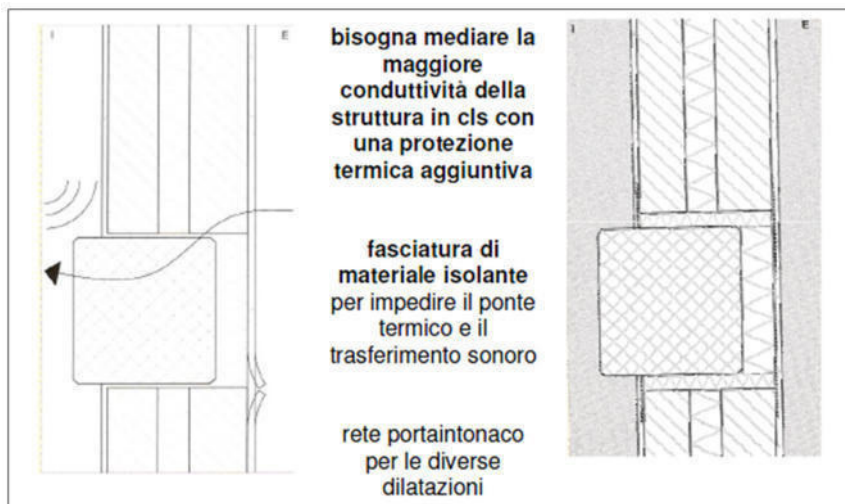 I
E
bisogna mediare la
maggiore
conduttività della
struttura in cls con
una protezione
termica aggiuntiva
fasciatura di
materiale isolante
per impedire il ponte
termico e il
trasferimento sonoro
rete portaintonaco
per le diverse
dilatazioni
I
E